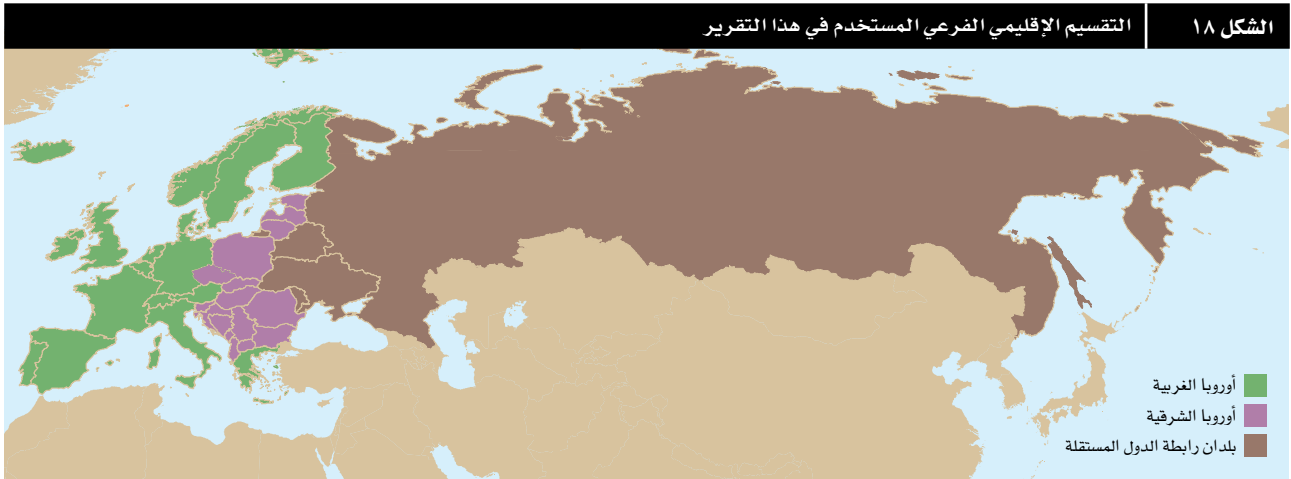 الشكل ١٨ التقسيم الإقليمي الفرعي المستخدم في هذا التقرير
أوروبا الغربية
أوروبا الشرقية
بلدان رابطة الدول المستقلة